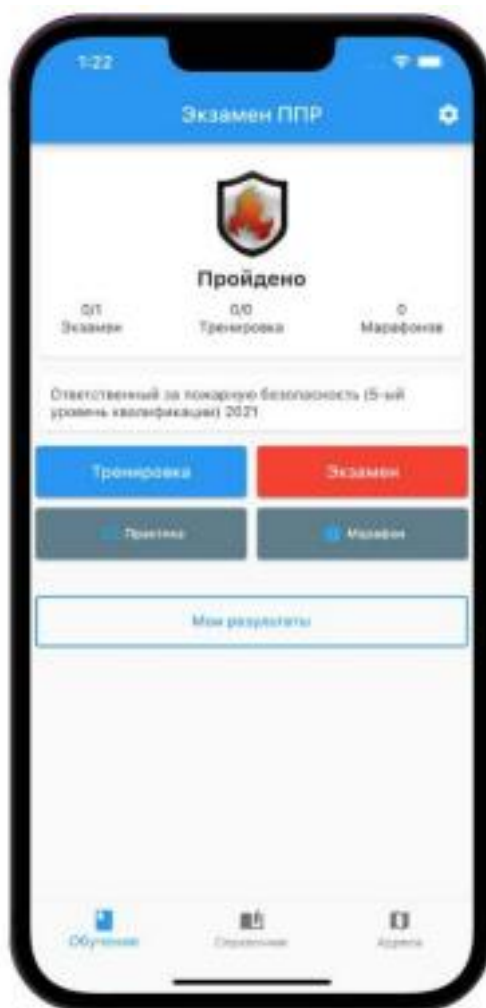 1:22
Экзамен ППР
Пройдено
0/1
Экзамен
0/0
Тренировка
0
Марафонов
Ответственный за пожарную безопасность (5-ый
уровень квалификации) 2021
Тренировка
Экзамен
Практика
Марафон
Мои результаты
Обучение
Справочник
Адреса